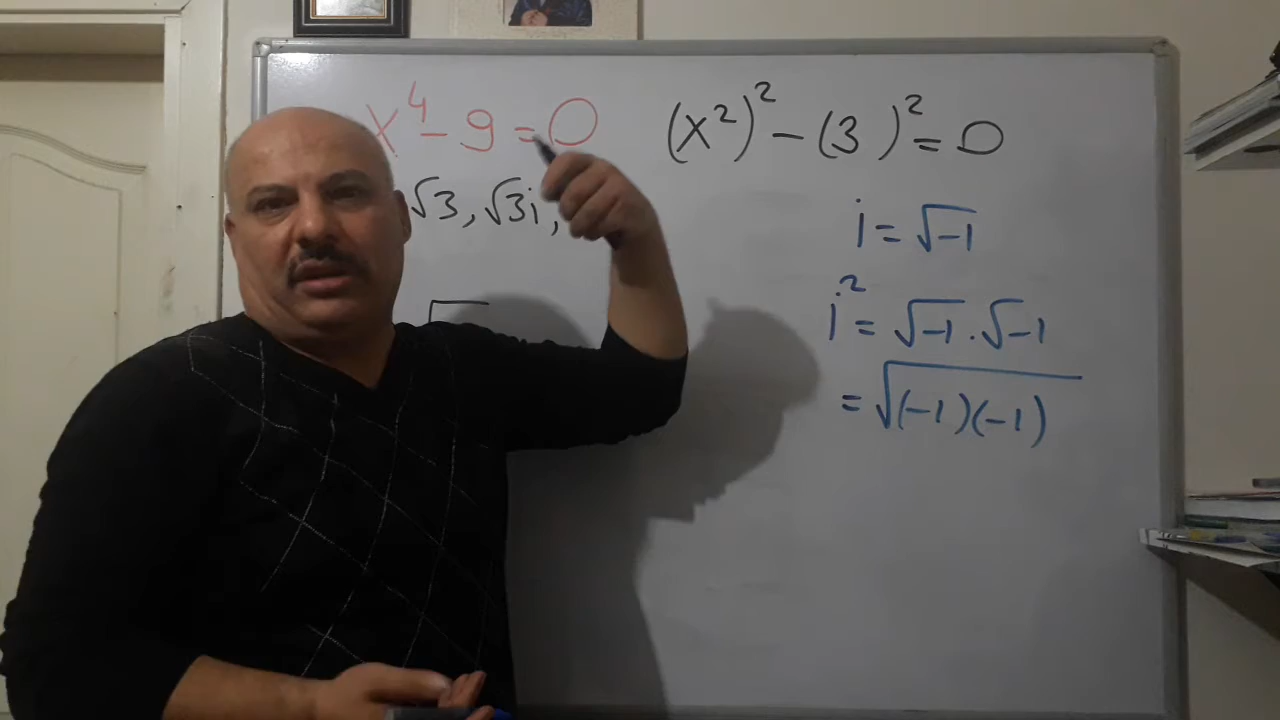 x⁴ - 9 = 0
(x²)² - (3)² = 0
√3, √3i,
i = √-1
i² = √-1 . √-1
= √(-1)(-1)